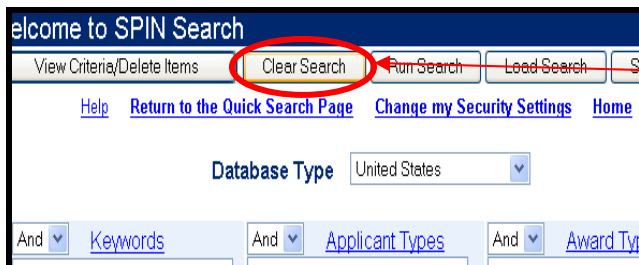 elcome to SPIN Search
View Criteria/Delete Items Clear Search Run Search Load Search S
Help Return to the Quick Search Page Change my Security Settings Home
Database Type United States
And Keywords And Applicant Types And Award Typ